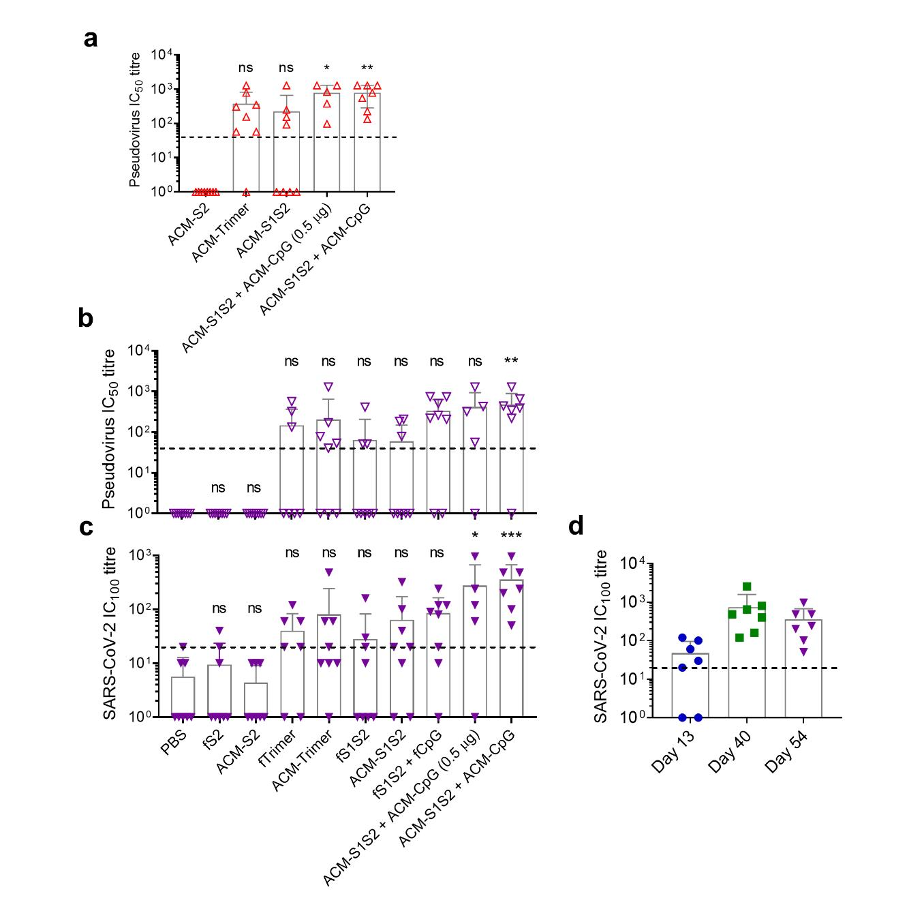 a
Pseudovirus IC50 titre
10⁴
10³
10²
10¹
10⁰
ns ns * **
ACM-S2
ACM-Trimer
ACM-S1S2
ACM-S1S2 + ACM-CpG (0.5 μg)
ACM-S1S2 + ACM-CpG
b
Pseudovirus IC50 titre
10⁴
10³
10²
10¹
10⁰
ns ns ns ns ns ns ns ns **
c
SARS-CoV-2 IC100 titre
10³
10²
10¹
10⁰
ns ns ns ns ns ns ns * ***
PBS
fS2
ACM-S2
fTrimer
ACM-Trimer
fS1S2
ACM-S1S2
fS1S2 + fCpG
ACM-S1S2 + ACM-CpG (0.5 μg)
ACM-S1S2 + ACM-CpG
d
SARS-CoV-2 IC100 titre
10⁴
10³
10²
10¹
10⁰
Day 13
Day 40
Day 54